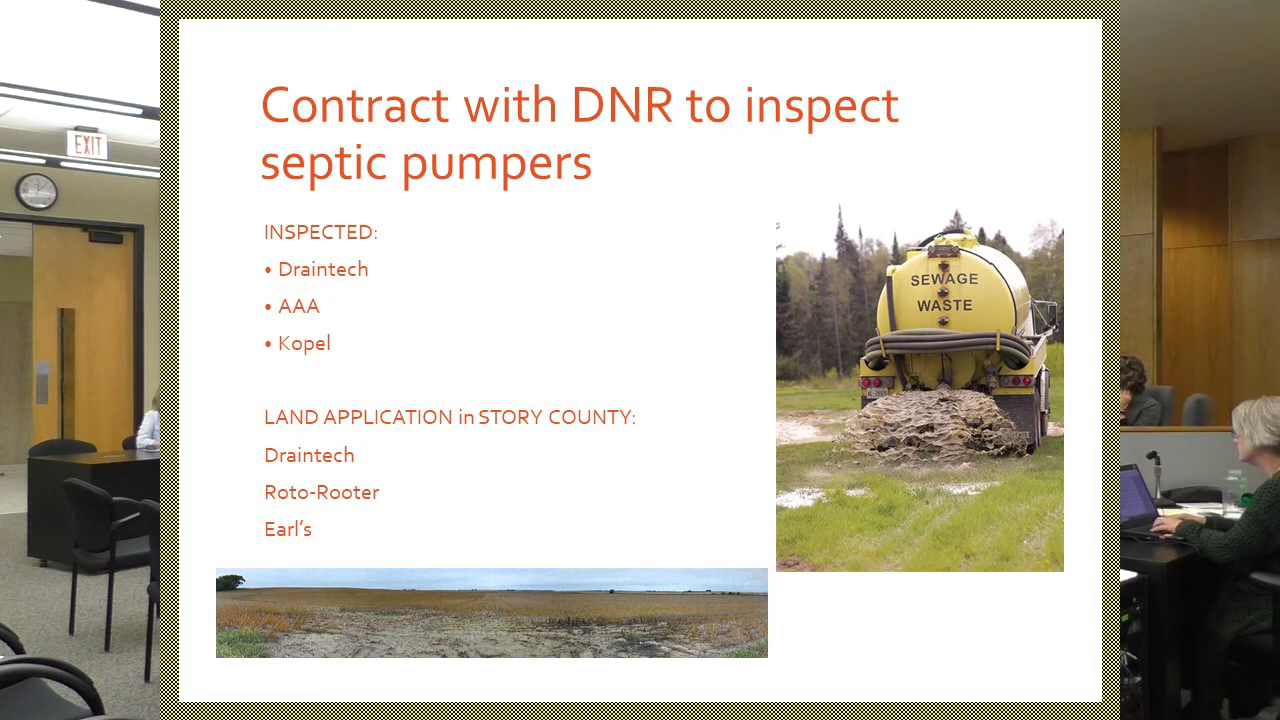 Contract with DNR to inspect
septic pumpers
INSPECTED:
• Draintech
• AAA
• Kopel
LAND APPLICATION in STORY COUNTY:
Draintech
Roto-Rooter
Earl's
SEWAGE
WASTE
EXIT